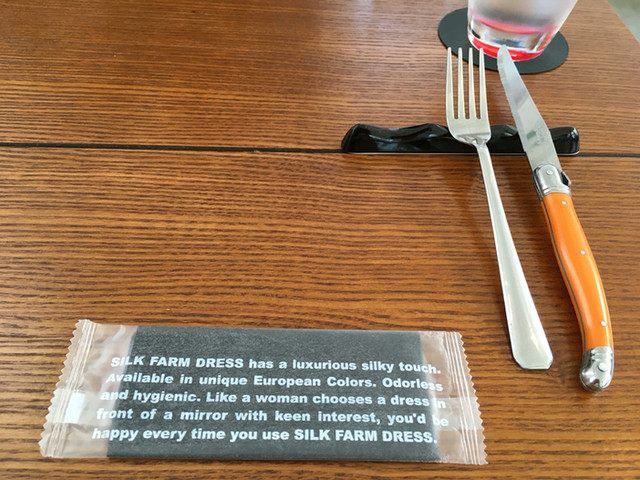 SILK FARM DRESS has a luxurious silky touch.
Available in unique European Colors. Odorless
and hygienic. Like a woman chooses a dress in
front of a mirror with keen interest, you'd be
happy every time you use SILK FARM DRESS.